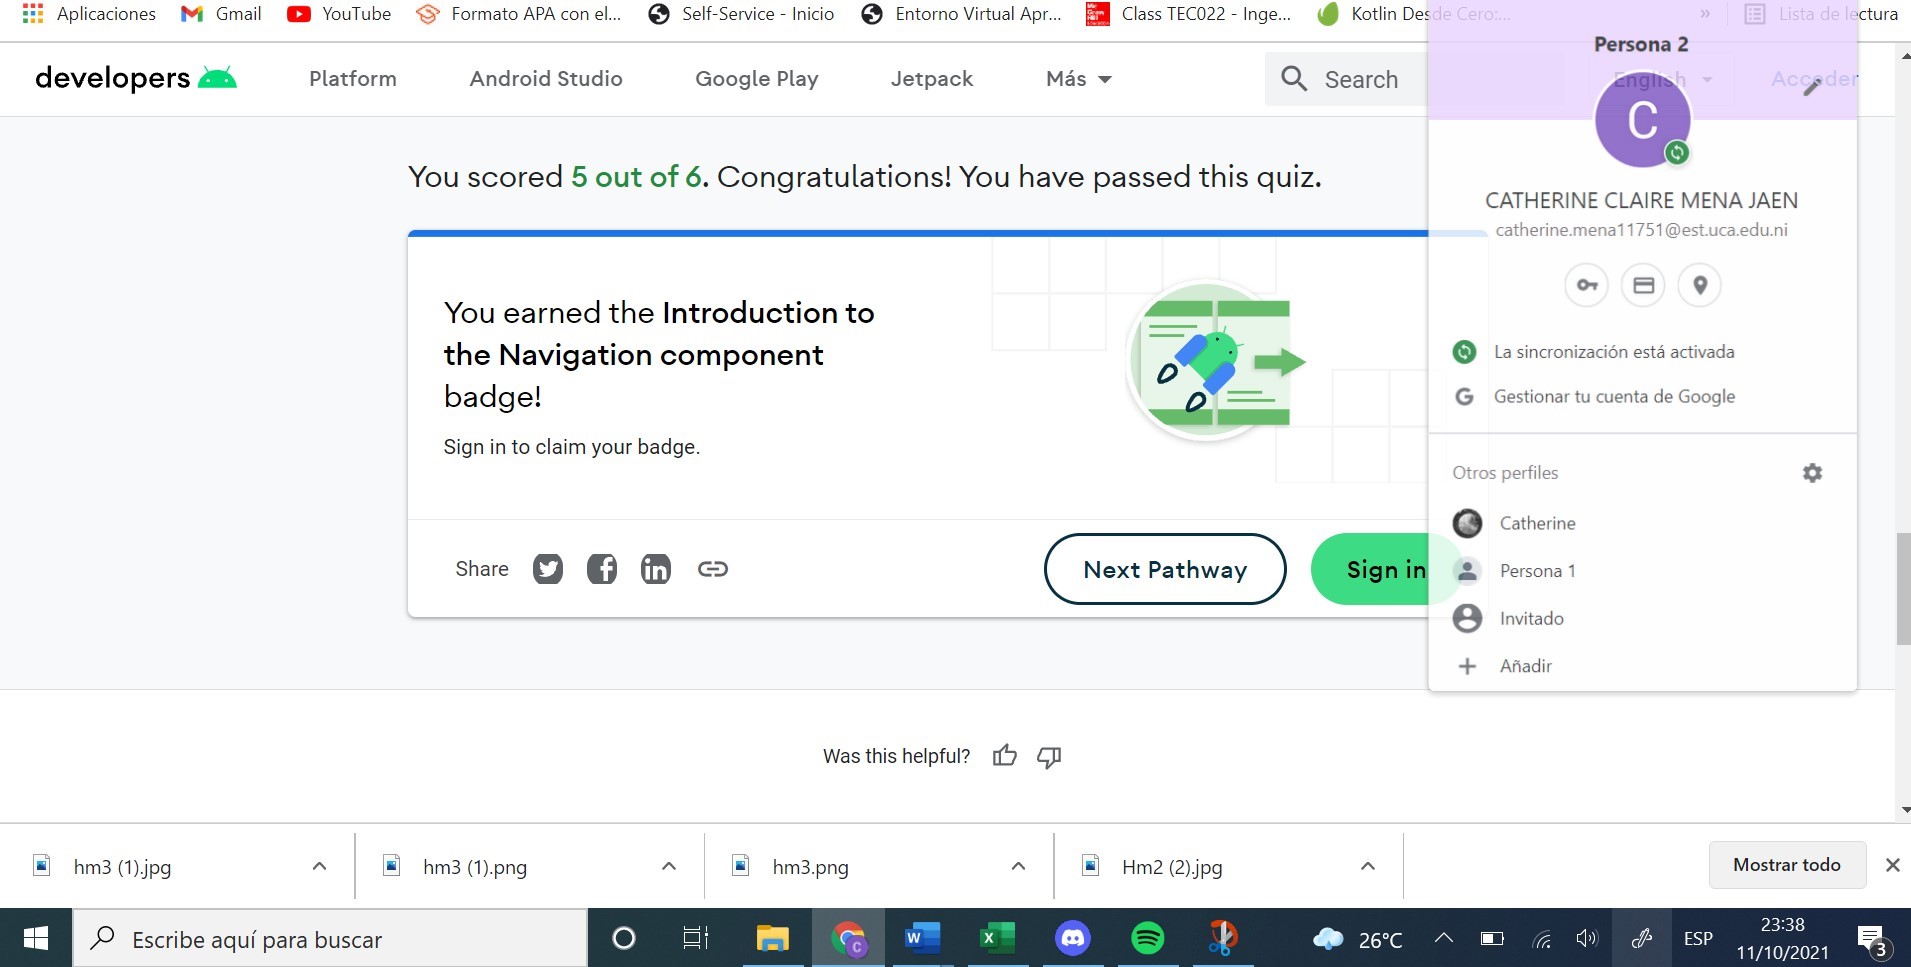 Aplicaciones
Gmail
YouTube
Formato APA con el...
Self-Service - Inicio
Entorno Virtual Apr...
Class TEC022 - Inge...
Kotlin Desde Cero:...
»
Lista de lectura
developers
Platform
Android Studio
Google Play
Jetpack
Más
Search
English
Acceder
Persona 2
C
CATHERINE CLAIRE MENA JAEN
catherine.mena11751@est.uca.edu.ni
La sincronización está activada
G Gestionar tu cuenta de Google
Otros perfiles
Catherine
Persona 1
Invitado
+ Añadir
You scored 5 out of 6. Congratulations! You have passed this quiz.
You earned the Introduction to
the Navigation component
badge!
Sign in to claim your badge.
Share
Next Pathway
Sign in
Was this helpful?
hm3 (1).jpg
hm3 (1).png
hm3.png
Hm2 (2).jpg
Mostrar todo
Escribe aquí para buscar
26°C
ESP
23:38
11/10/2021
3